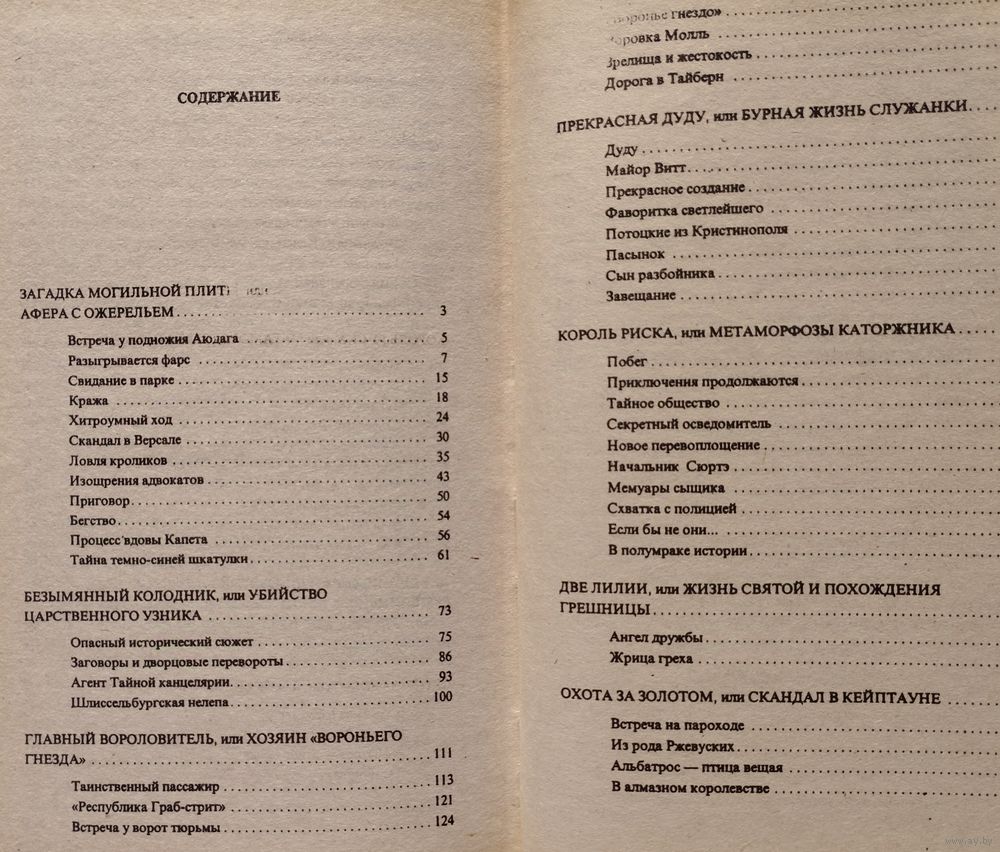 СОДЕРЖАНИЕ
ЗАГАДКА МОГИЛЬНОЙ
АФЕРА С ОЖЕРЕЛЬЕМ 3
Встреча у подножия Аюдага 5
Разыгрывается фарс 7
Свидание в парке 15
Кража 18
Хитроумный ход 24
Скандал в Версале 30
Ловля кроликов 35
Изощрения адвокатов 43
Приговор 50
Бегство 54
Процесс вдовы Капета 56
Тайна темно-синей шкатулки 61
БЕЗЫМЯННЫЙ КОЛОДНИК, или УБИЙСТВО
ЦАРСТВЕННОГО УЗНИКА 73
Опасный исторический сюжет 75
Заговоры и дворцовые перевороты 86
Агент Тайной канцелярии 93
Шлиссельбургская нелепа 100
ГЛАВНЫЙ ВОРОЛОВИТЕЛЬ, или ХОЗЯИН «ВОРОНЬЕГО
ГНЕЗДА» 111
Таинственный пассажир 113
«Республика Граб-стрит» 121
Встреча у ворот тюрьмы 124
гнездо»
Молль
и жестокость
Дорога в Тайберн
ПРЕКРАСНАЯ ДУДУ, или БУРНАЯ ЖИЗНЬ СЛУЖАНКИ
Дуду
Майор Витт
Прекрасное создание
Фаворитка светлейшего
Потоцкие из Кристинополя
Пасынок
Сын разбойника
Завещание
КОРОЛЬ РИСКА, или МЕТАМОРФОЗЫ КАТОРЖНИКА
Побег
Приключения продолжаются
Тайное общество
Секретный осведомитель
Новое перевоплощение
Начальник Сюртэ
Мемуары сыщика
Схватка с полицией
Если бы не они...
В полумраке истории
ДВЕ ЛИЛИИ, или ЖИЗНЬ СВЯТОЙ И ПОХОЖДЕНИЯ
ГРЕШНИЦЫ
Ангел дружбы
Жрица греха
ОХОТА ЗА ЗОЛОТОМ, или СКАНДАЛ В КЕЙПТАУНЕ
Встреча на пароходе
Из рода Ржевуских
Альбатрос — птица вещая
В алмазном королевстве
www.ay.by